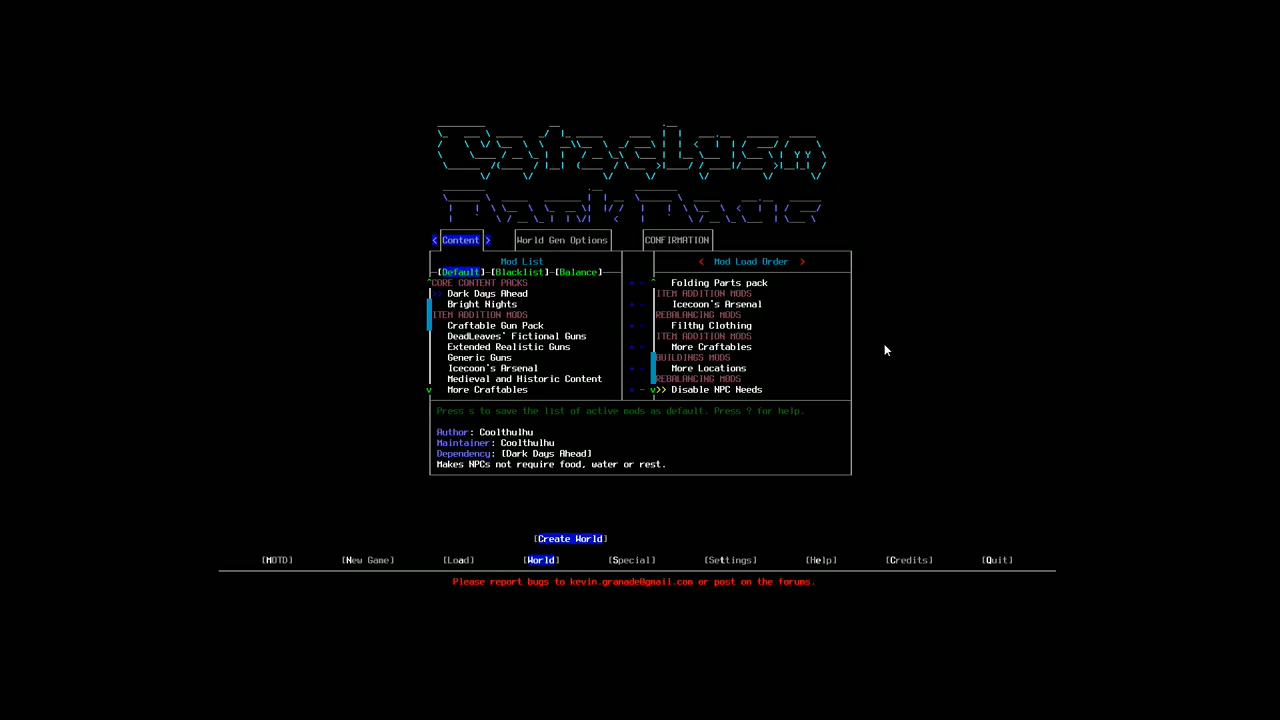 Cataclysm
Dark Days
< Content > World Gen Options CONFIRMATION
Mod List < Mod Load Order >
[Default]-[Blacklist]-[Balance]
^CORE CONTENT PACKS + - ^ Folding Parts pack
>> Dark Days Ahead ITEM ADDITION MODS
Bright Nights + - Icecoon's Arsenal
ITEM ADDITION MODS REBALANCING MODS
Craftable Gun Pack + - Filthy Clothing
DeadLeaves' Fictional Guns ITEM ADDITION MODS
Extended Realistic Guns + - More Craftables
Generic Guns BUILDINGS MODS
Icecoon's Arsenal + - More Locations
Medieval and Historic Content REBALANCING MODS
v More Craftables + - v>> Disable NPC Needs
Press s to save the list of active mods as default. Press ? for help.
Author: Coolthulhu
Maintainer: Coolthulhu
Dependency: [Dark Days Ahead]
Makes NPCs not require food, water or rest.
[Create World]
[MOTD] [New Game] [Load] [World] [Special] [Settings] [Help] [Credits] [Quit]
Please report bugs to kevin.granade@gmail.com or post on the forums.